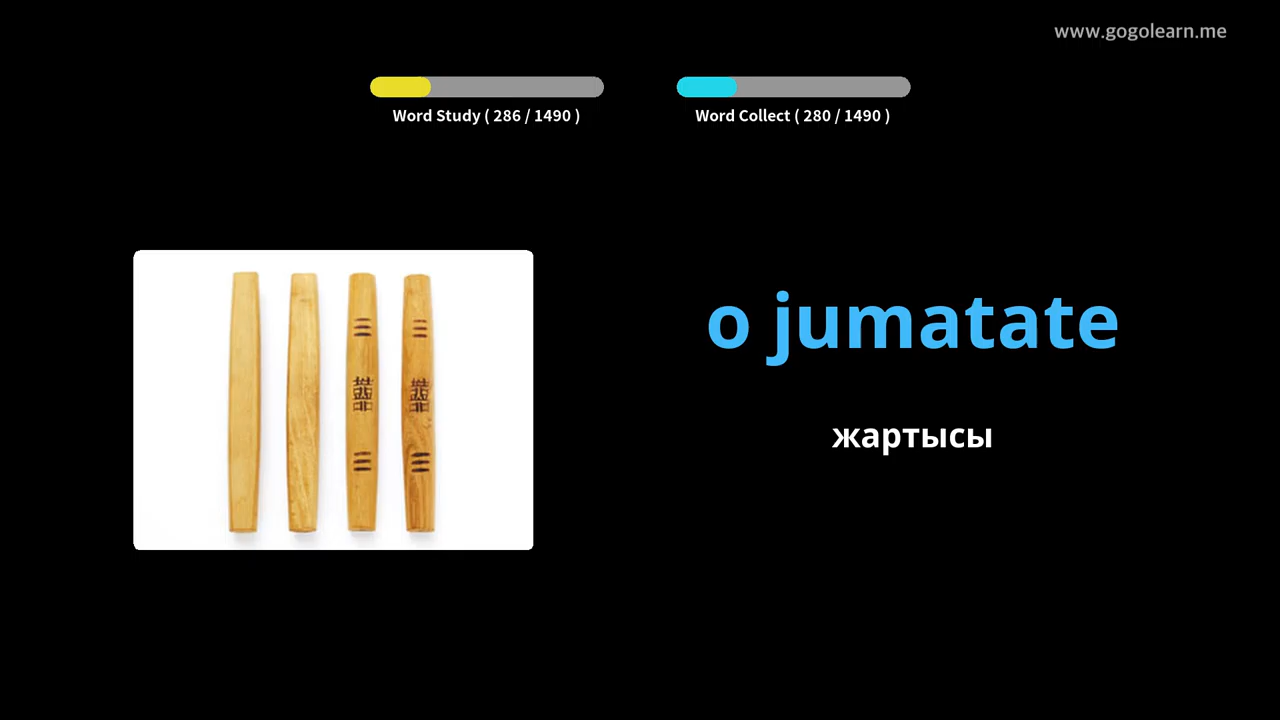 www.gogolearn.me
Word Study ( 286 / 1490 )
Word Collect ( 280 / 1490 )
o jumatate
жартысы